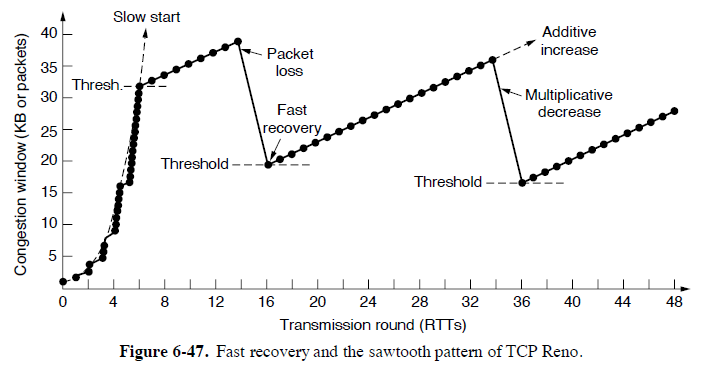 Slow start
Congestion window (KB or packets)
40
35
30
25
20
15
10
5
Thresh.
Packet
loss
Fast
recovery
Threshold
Additive
increase
Multiplicative
decrease
Threshold
0
4
8
12
16
20
24
28
32
36
40
44
48
Transmission round (RTTs)
Figure 6-47. Fast recovery and the sawtooth pattern of TCP Reno.